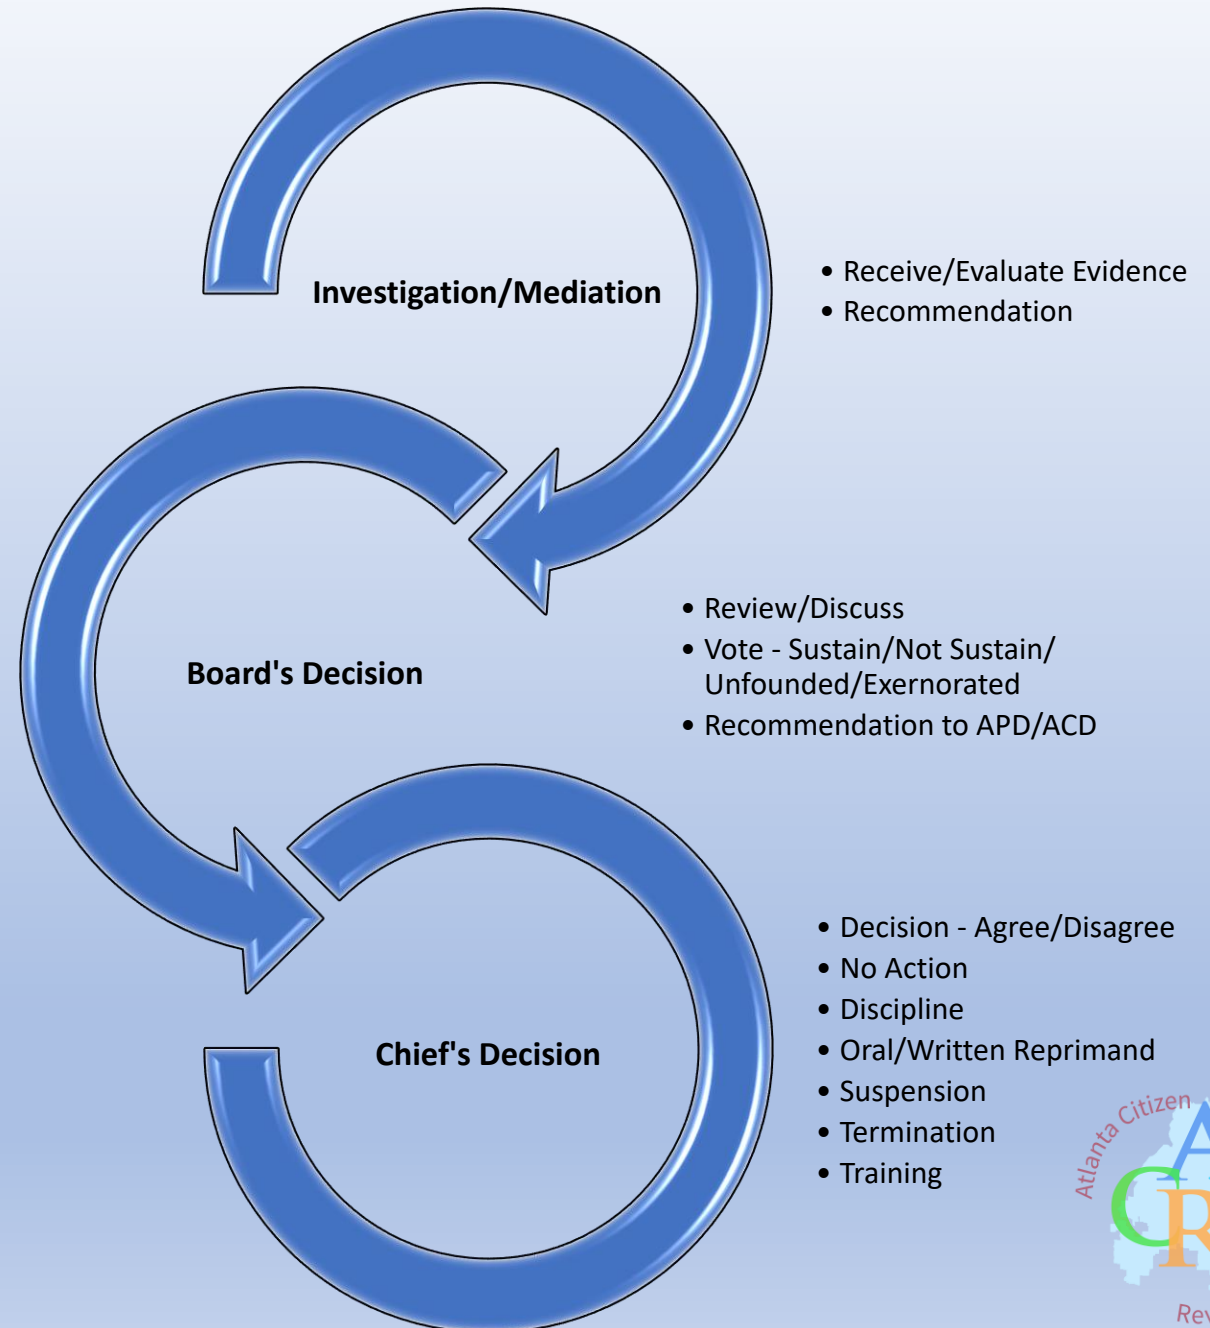 Investigation/Mediation
• Receive/Evaluate Evidence
• Recommendation
Board's Decision
• Review/Discuss
• Vote - Sustain/Not Sustain/
Unfounded/Exernorated
• Recommendation to APD/ACD
Chief's Decision
• Decision - Agree/Disagree
• No Action
• Discipline
• Oral/Written Reprimand
• Suspension
• Termination
• Training
Atlanta Citizen
A
C
R